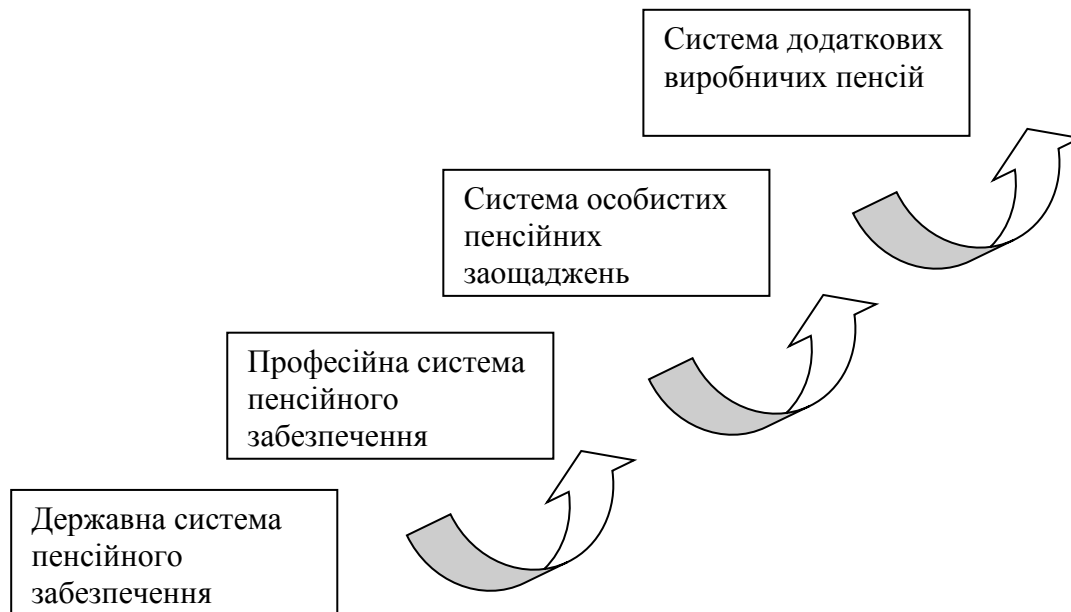 Система додаткових
виробничих пенсій
Система особистих
пенсійних
заощаджень
Професійна система
пенсійного
забезпечення
Державна система
пенсійного
забезпечення